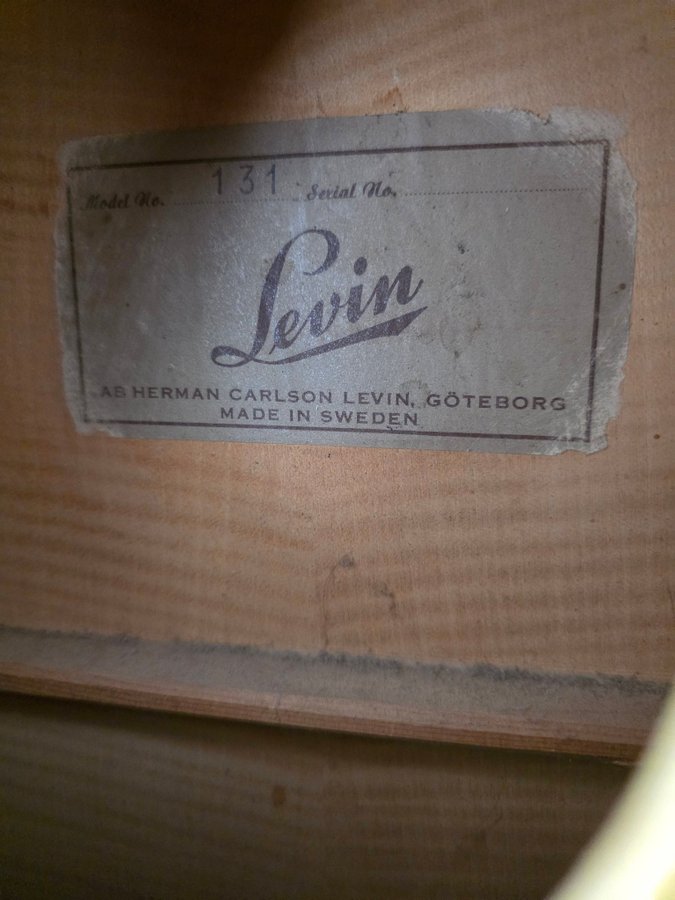 Model No. 131 Serial No.
Levin
AB HERMAN CARLSON LEVIN, GÖTEBORG
MADE IN SWEDEN